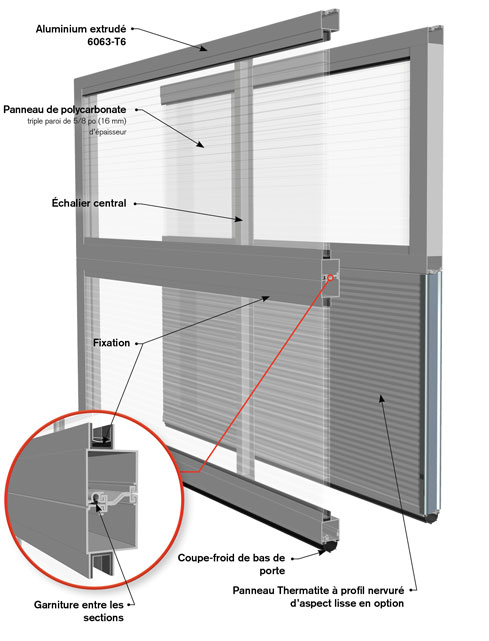 Aluminium extrudé
6063-T6
Panneau de polycarbonate
triple paroi de 5/8 po (16 mm)
d'épaisseur
Échalier central
Fixation
Coupe-froid de bas de
porte
Panneau Thermatite à profil nervuré
d'aspect lisse en option
Garniture entre les
sections